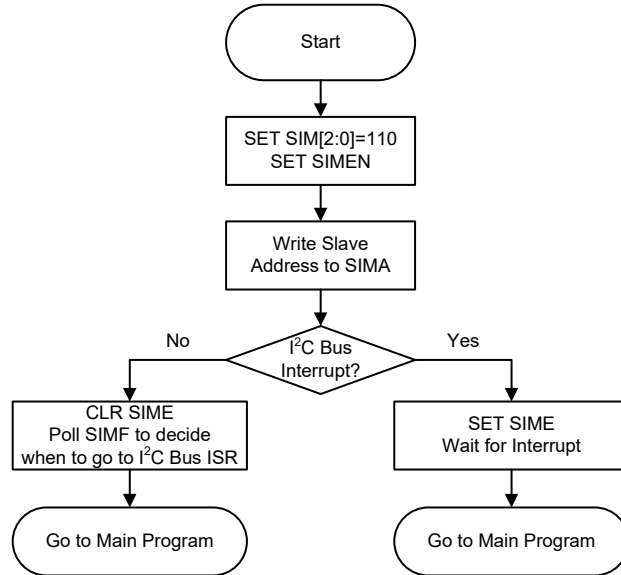 Start
SET SIM[2:0]=110
SET SIMEN
Write Slave
Address to SIMA
I²C Bus
Interrupt?
No
Yes
CLR SIME
Poll SIMF to decide
when to go to I²C Bus ISR
SET SIME
Wait for Interrupt
Go to Main Program
Go to Main Program